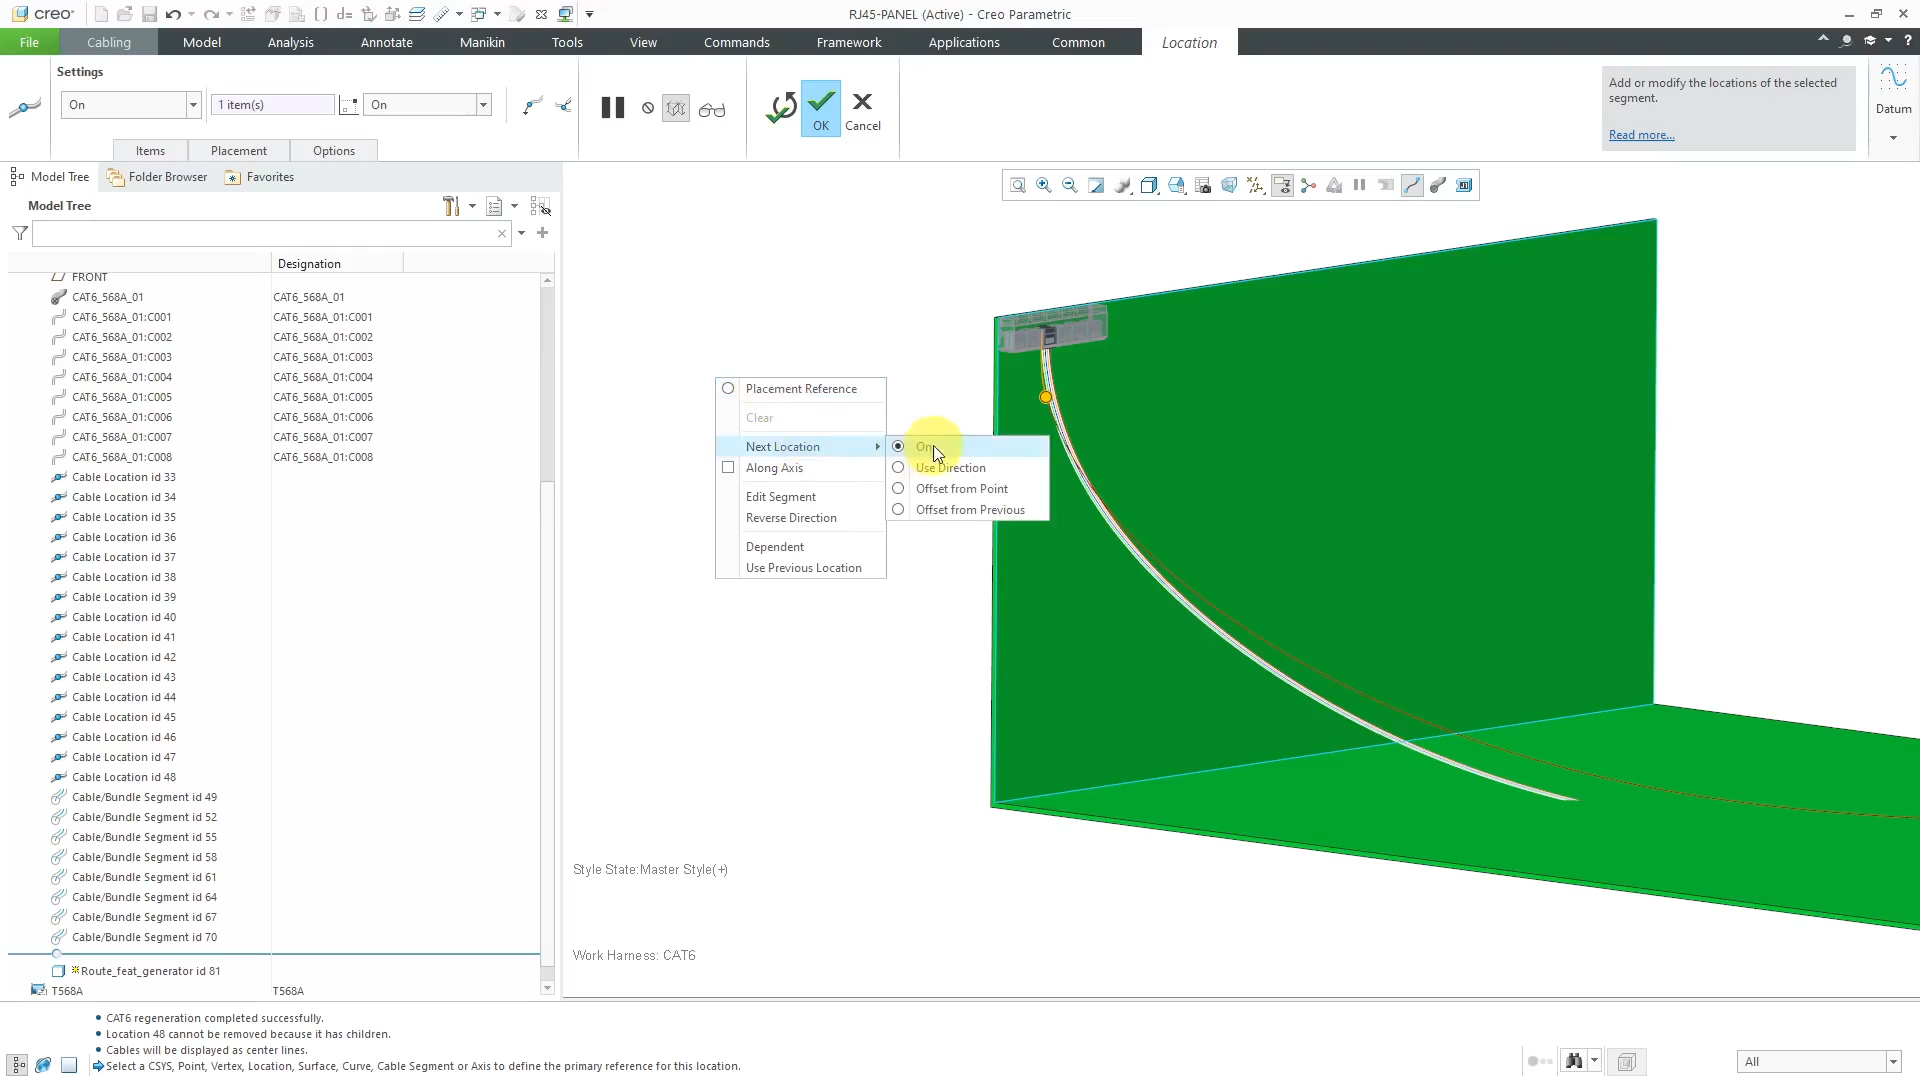 creo
RJ45-PANEL (Active) - Creo Parametric
File
Cabling
Model
Analysis
Annotate
Manikin
Tools
View
Commands
Framework
Applications
Common
Location
Settings
On
1 item(s)
On
OK
Cancel
Items
Placement
Options
Add or modify the locations of the selected
segment.
Read more...
Datum
Model Tree
Folder Browser
Favorites
Model Tree
Designation
FRONT
CAT6_568A_01 CAT6_568A_01
CAT6_568A_01:C001 CAT6_568A_01:C001
CAT6_568A_01:C002 CAT6_568A_01:C002
CAT6_568A_01:C003 CAT6_568A_01:C003
CAT6_568A_01:C004 CAT6_568A_01:C004
CAT6_568A_01:C005 CAT6_568A_01:C005
CAT6_568A_01:C006 CAT6_568A_01:C006
CAT6_568A_01:C007 CAT6_568A_01:C007
CAT6_568A_01:C008 CAT6_568A_01:C008
Cable Location id 33
Cable Location id 34
Cable Location id 35
Cable Location id 36
Cable Location id 37
Cable Location id 38
Cable Location id 39
Cable Location id 40
Cable Location id 41
Cable Location id 42
Cable Location id 43
Cable Location id 44
Cable Location id 45
Cable Location id 46
Cable Location id 47
Cable Location id 48
Cable/Bundle Segment id 49
Cable/Bundle Segment id 52
Cable/Bundle Segment id 55
Cable/Bundle Segment id 58
Cable/Bundle Segment id 61
Cable/Bundle Segment id 64
Cable/Bundle Segment id 67
Cable/Bundle Segment id 70
Route_feat_generator id 81
T568A T568A
Placement Reference
Clear
Next Location
Along Axis
Edit Segment
Reverse Direction
Dependent
Use Previous Location
On
Use Direction
Offset from Point
Offset from Previous
Style State:Master Style(+)
Work Harness: CAT6
• CAT6 regeneration completed successfully.
• Location 48 cannot be removed because it has children.
• Cables will be displayed as center lines.
Select a CSYS, Point, Vertex, Location, Surface, Curve, Cable Segment or Axis to define the primary reference for this location.
All